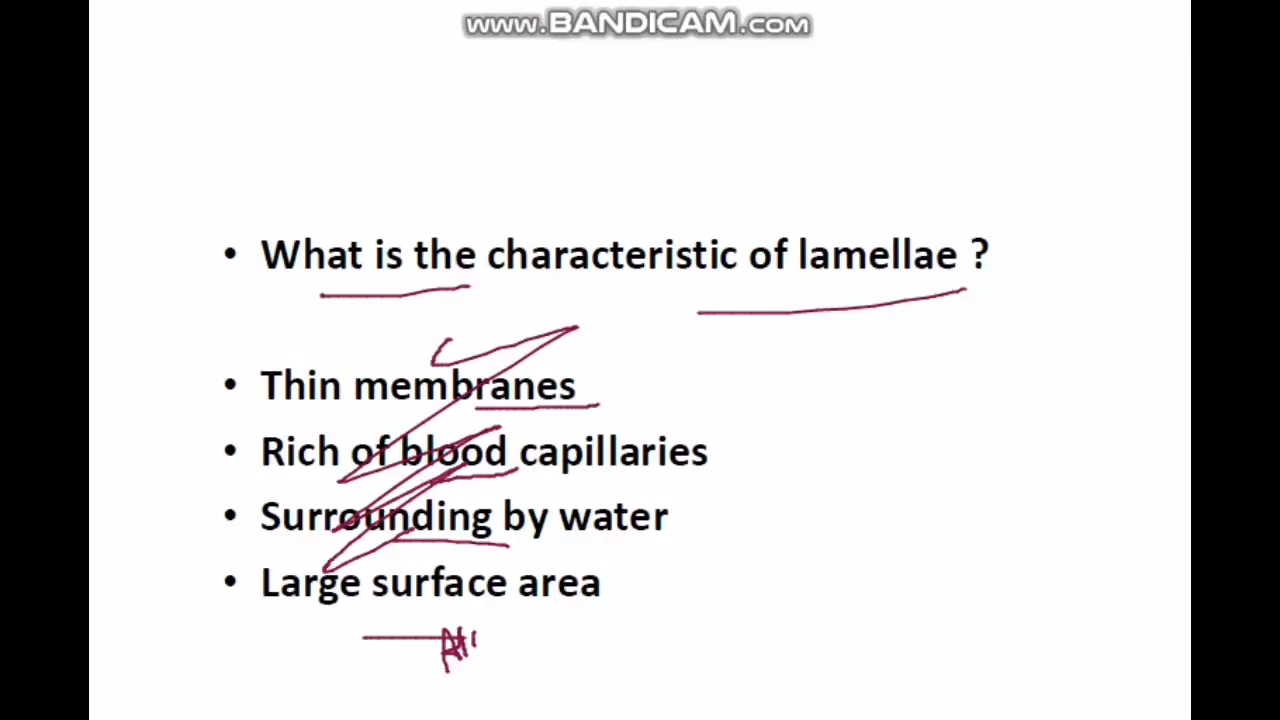 www.BANDICAM.com
• What is the characteristic of lamellae ?
• Thin membranes
• Rich of blood capillaries
• Surrounding by water
• Large surface area
All